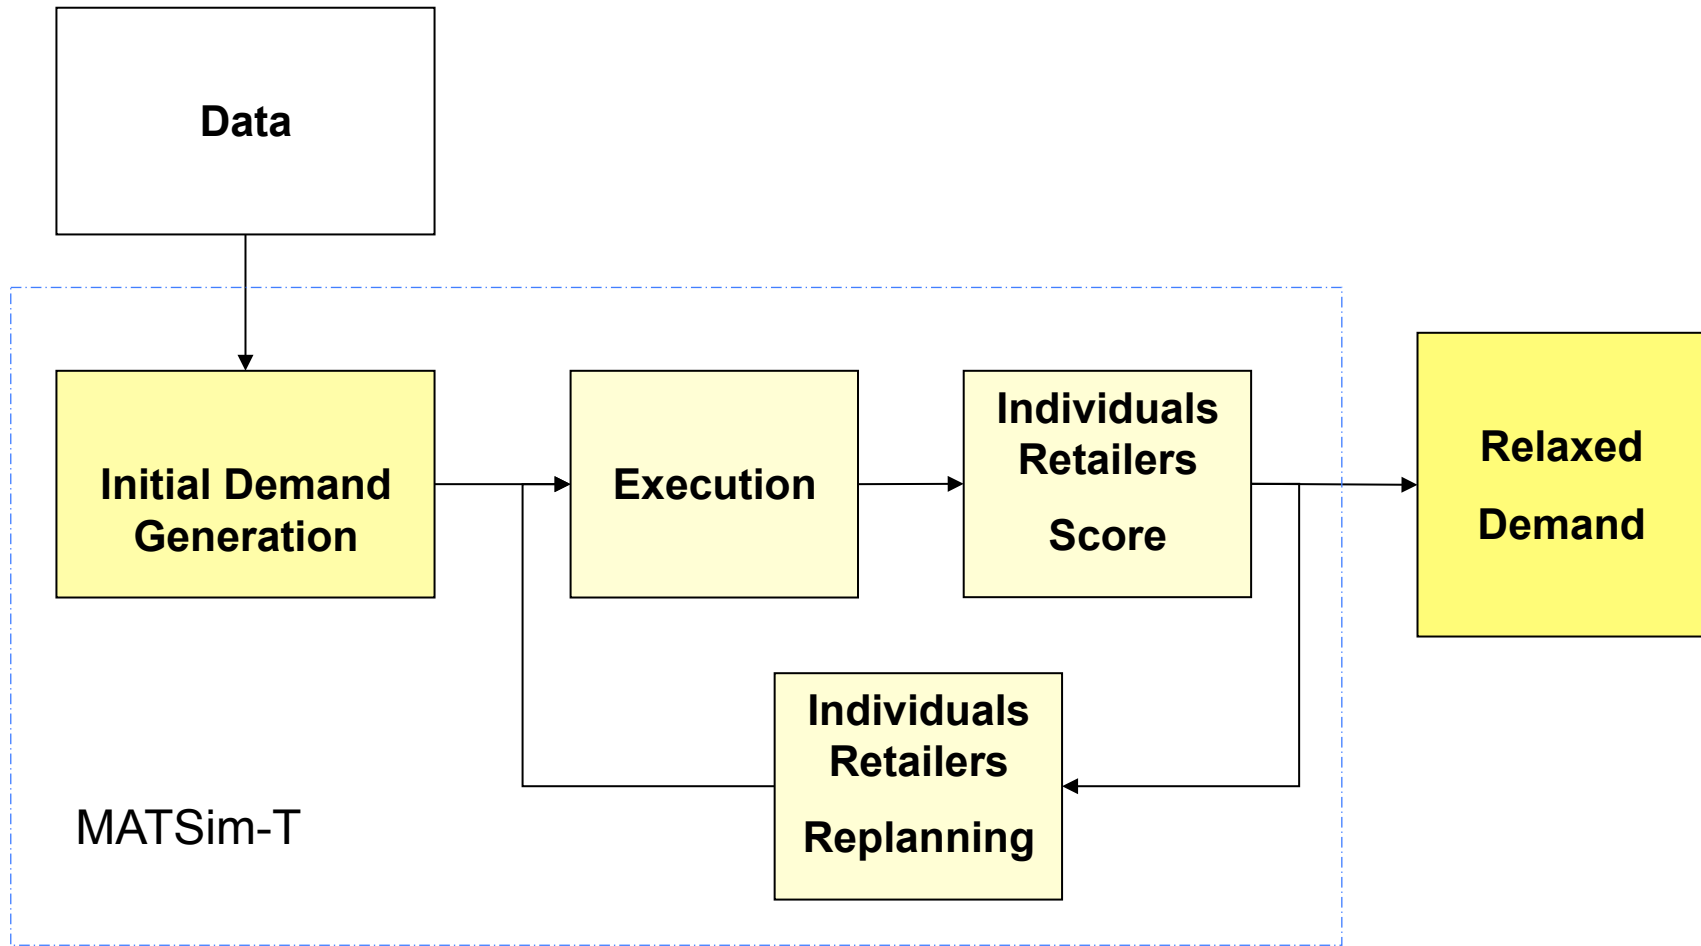 Data
Initial Demand
Generation
Execution
Individuals
Retailers
Score
Relaxed
Demand
Individuals
Retailers
Replanning
MATSim-T